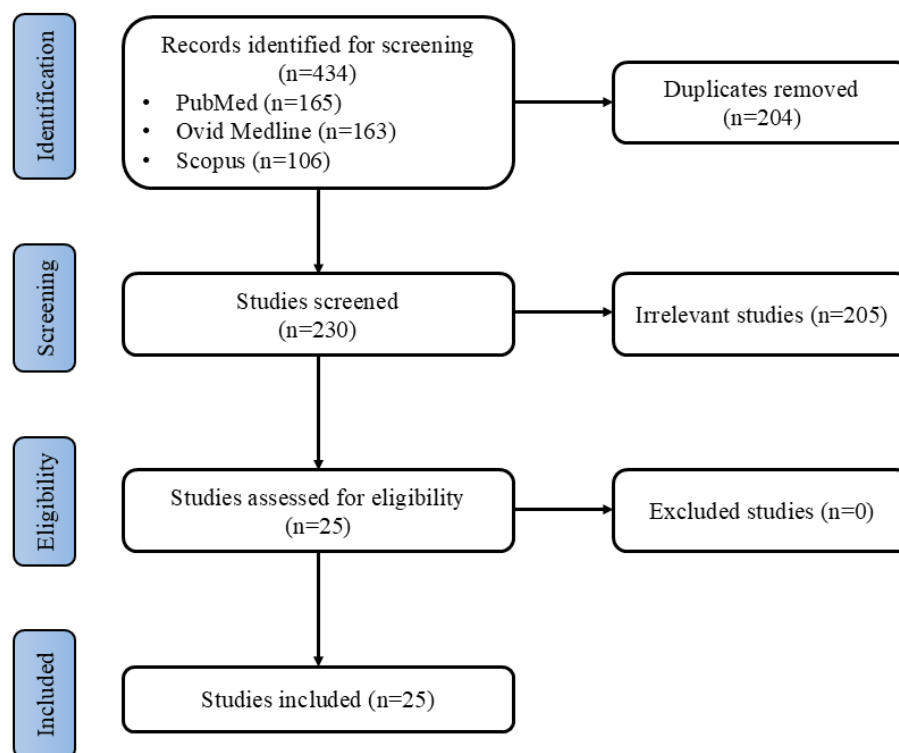 Identification
Records identified for screening
(n=434)
• PubMed (n=165)
• Ovid Medline (n=163)
• Scopus (n=106)
Duplicates removed
(n=204)
Screening
Studies screened
(n=230)
Irrelevant studies (n=205)
Eligibility
Studies assessed for eligibility
(n=25)
Excluded studies (n=0)
Included
Studies included (n=25)